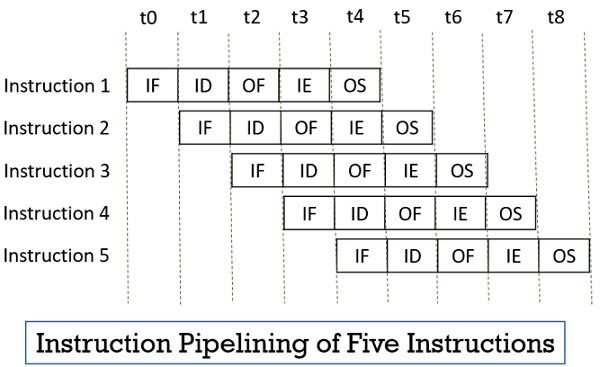 t0 t1 t2 t3 t4 t5 t6 t7 t8
Instruction 1 IF ID OF IE OS
Instruction 2 IF ID OF IE OS
Instruction 3 IF ID OF IE OS
Instruction 4 IF ID OF IE OS
Instruction 5 IF ID OF IE OS
Instruction Pipelining of Five Instructions